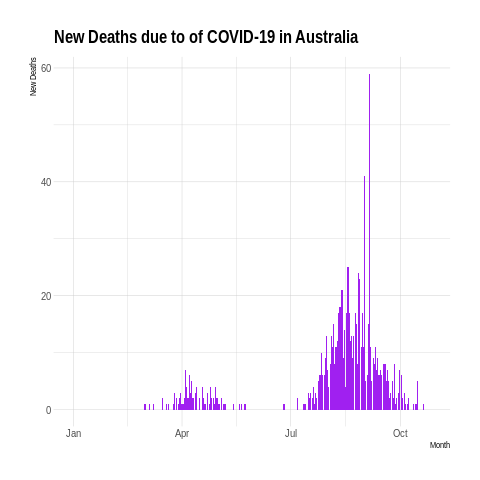 New Deaths due to of COVID-19 in Australia
New Deaths
60
40
20
0
Jan Apr Jul Oct
Month